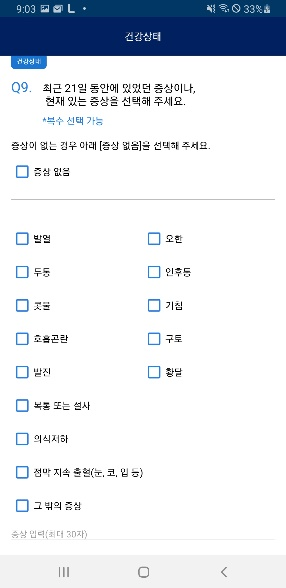 9:03
33%
건강상태
건강상태
Q9. 최근 21일 동안에 있었던 증상이나,
현재 있는 증상을 선택해 주세요.
*복수 선택 가능
증상이 없는 경우 아래 [증상 없음]을 선택해 주세요.
증상 없음
발열 오한
두통 인후통
콧물 기침
호흡곤란 구토
발진 황달
복통 또는 설사
의식저하
점막 지속 출혈(눈, 코, 입 등)
그 밖의 증상
증상 입력(최대 30자)